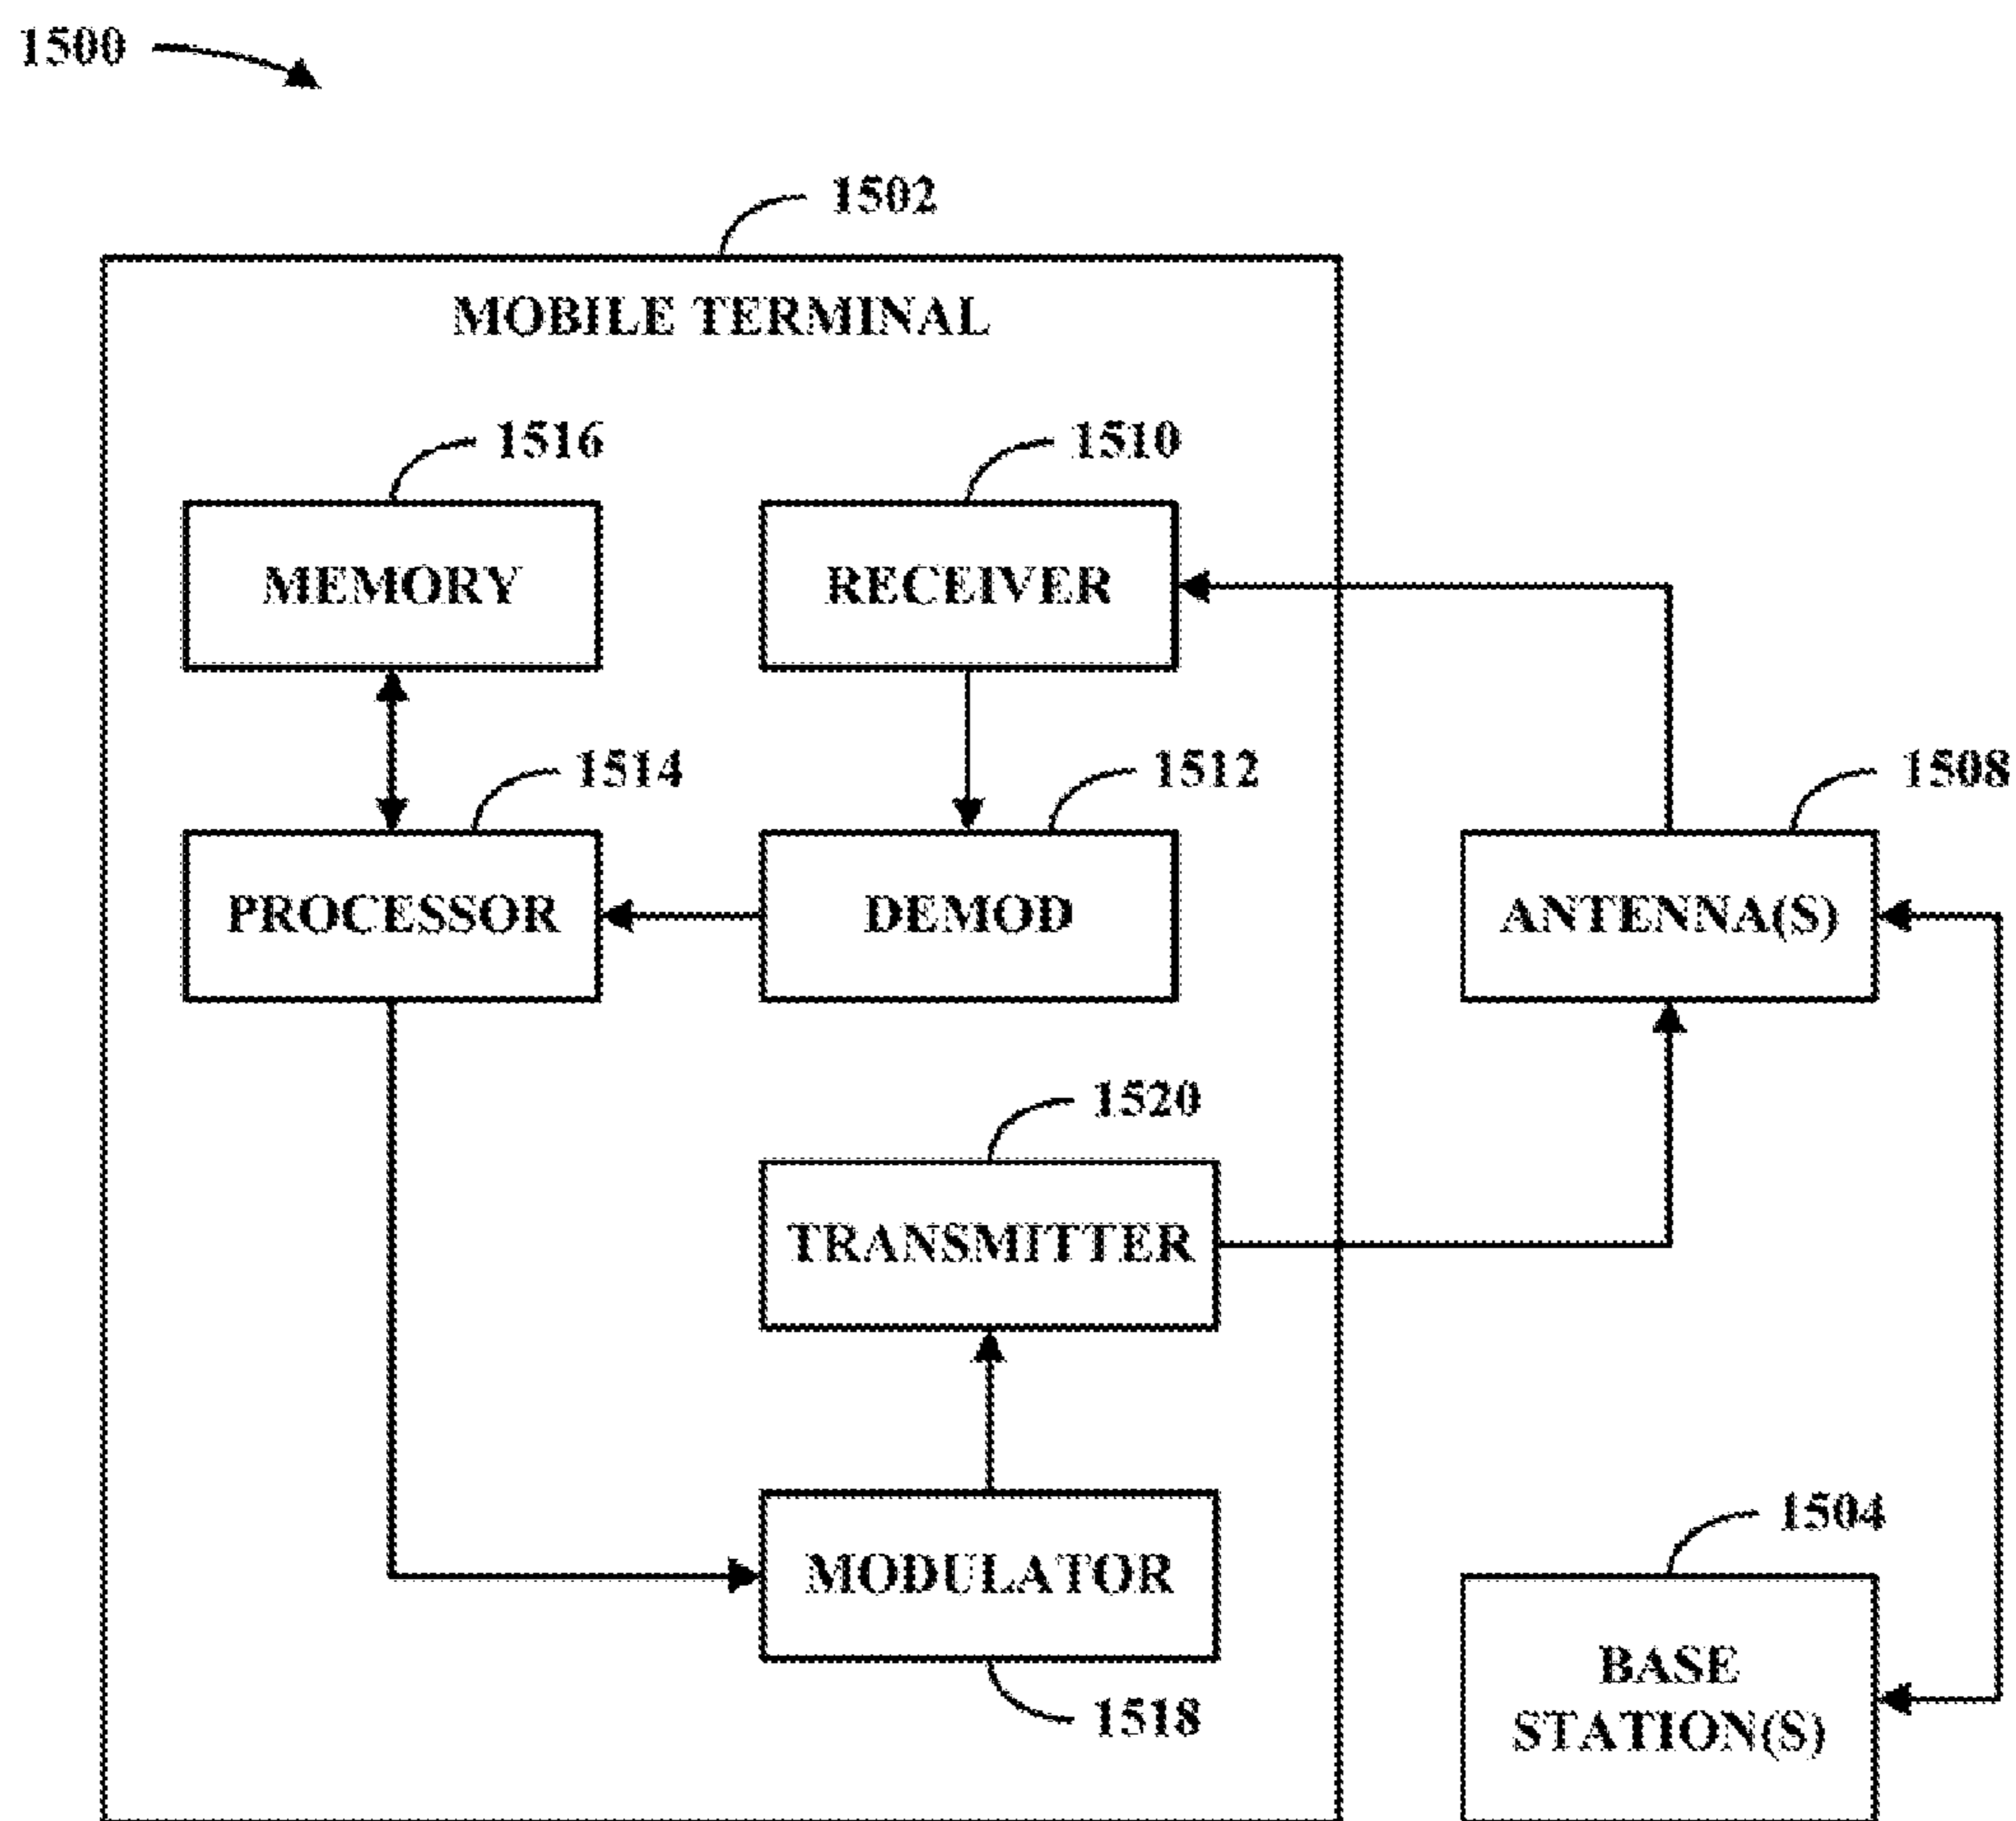 1500
1502
MOBILE TERMINAL
1516
1510
MEMORY
RECEIVER
1514
1512
1508
PROCESSOR
DEMOD
ANTENNA(S)
1520
TRANSMITTER
1504
MODULATOR
BASE
STATION(S)
1518